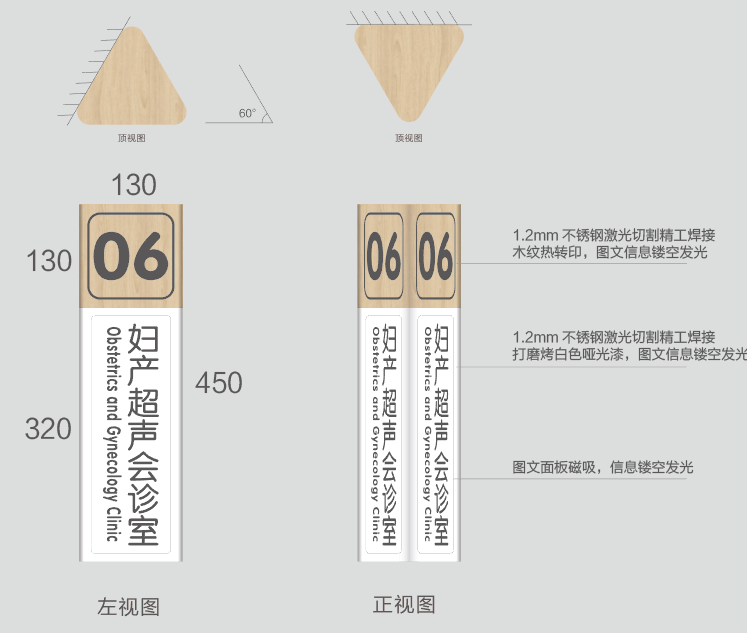 60°
顶视图
顶视图
130
130
06
妇产超声会诊室
Obstetrics and Gynecology Clinic
320
450
左视图
06
06
妇产超声会诊室
Obstetrics and Gynecology Clinic
妇产超声会诊室
Obstetrics and Gynecology Clinic
正视图
1.2mm 不锈钢激光切割精工焊接
木纹热转印，图文信息镂空发光
1.2mm 不锈钢激光切割精工焊接
打磨烤白色哑光漆，图文信息镂空发光
图文面板磁吸，信息镂空发光